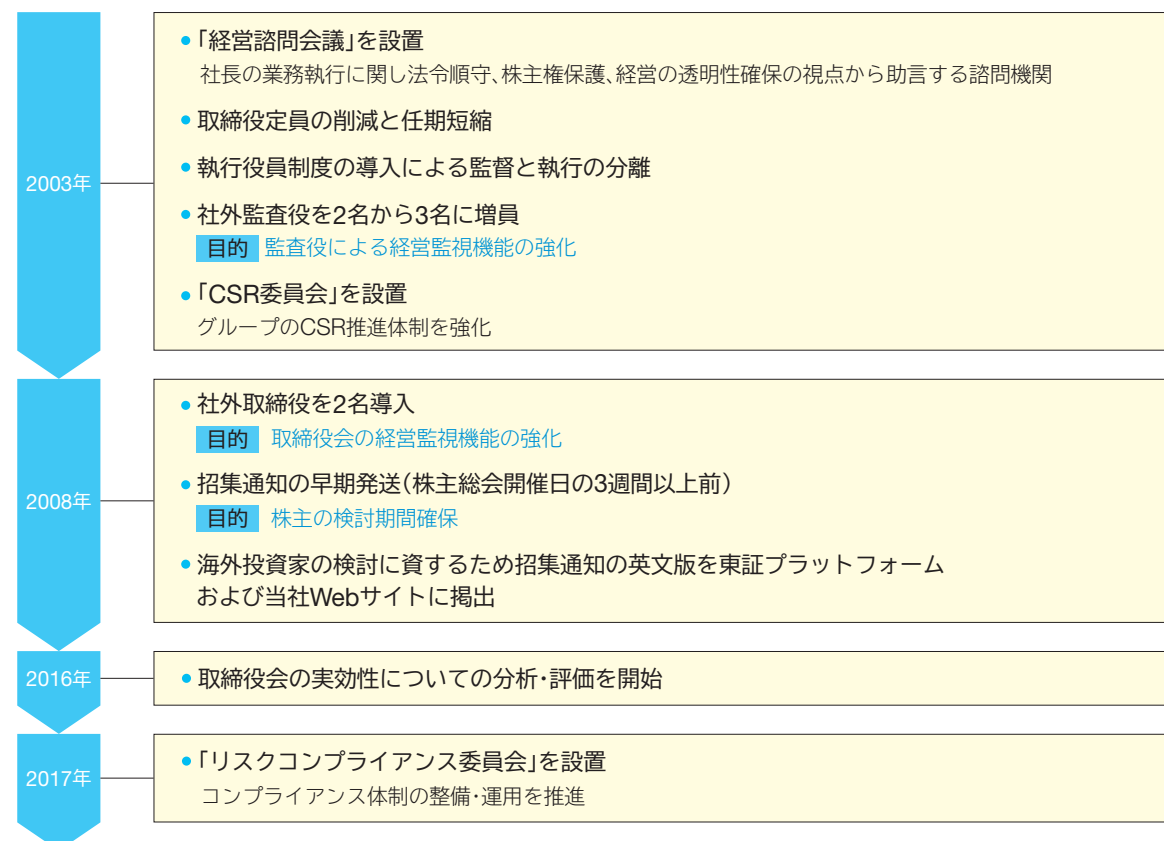 2003年
•「経営諮問会議」を設置
社長の業務執行に関し法令順守、株主権保護、経営の透明性確保の視点から助言する諮問機関
•取締役定員の削減と任期短縮
•執行役員制度の導入による監督と執行の分離
•社外監査役を2名から3名に増員
目的 監査役による経営監視機能の強化
•「CSR委員会」を設置
グループのCSR推進体制を強化
2008年
•社外取締役を2名導入
目的 取締役会の経営監視機能の強化
•招集通知の早期発送(株主総会開催日の3週間以上前)
目的 株主の検討期間確保
•海外投資家の検討に資するため招集通知の英文版を東証プラットフォーム
および当社Webサイトに掲出
2016年
•取締役会の実効性についての分析・評価を開始
2017年
•「リスクコンプライアンス委員会」を設置
コンプライアンス体制の整備・運用を推進